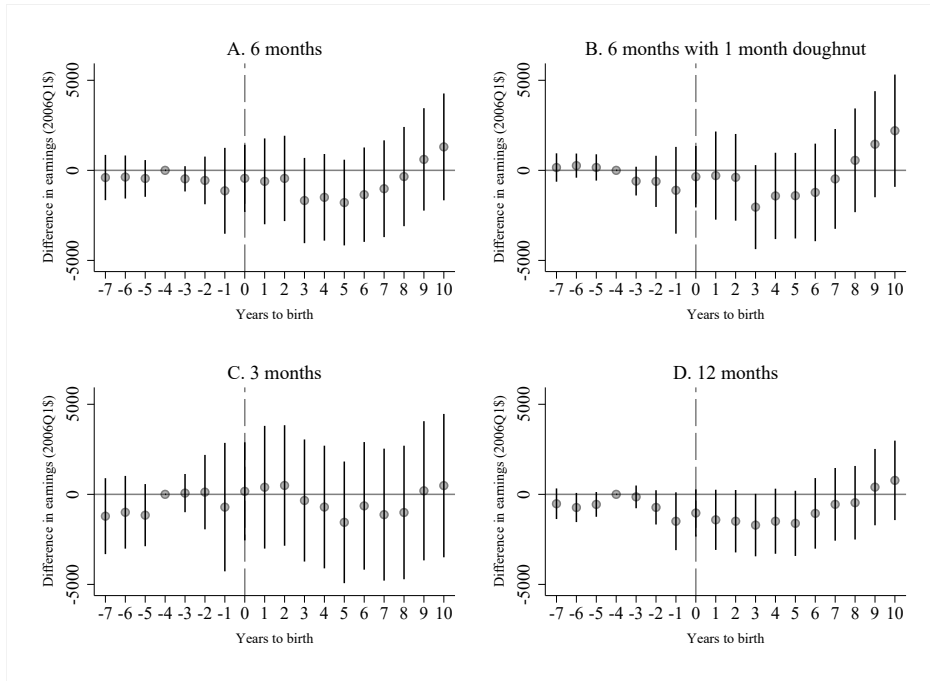 A. 6 months
Difference in earnings (2006Q1$)
5000
0
-5000
-7 -6 -5 -4 -3 -2 -1 0 1 2 3 4 5 6 7 8 9 10
Years to birth
B. 6 months with 1 month doughnut
Difference in earnings (2006Q1$)
5000
0
-5000
-7 -6 -5 -4 -3 -2 -1 0 1 2 3 4 5 6 7 8 9 10
Years to birth
C. 3 months
Difference in earnings (2006Q1$)
5000
0
-5000
-7 -6 -5 -4 -3 -2 -1 0 1 2 3 4 5 6 7 8 9 10
Years to birth
D. 12 months
Difference in earnings (2006Q1$)
5000
0
-5000
-7 -6 -5 -4 -3 -2 -1 0 1 2 3 4 5 6 7 8 9 10
Years to birth